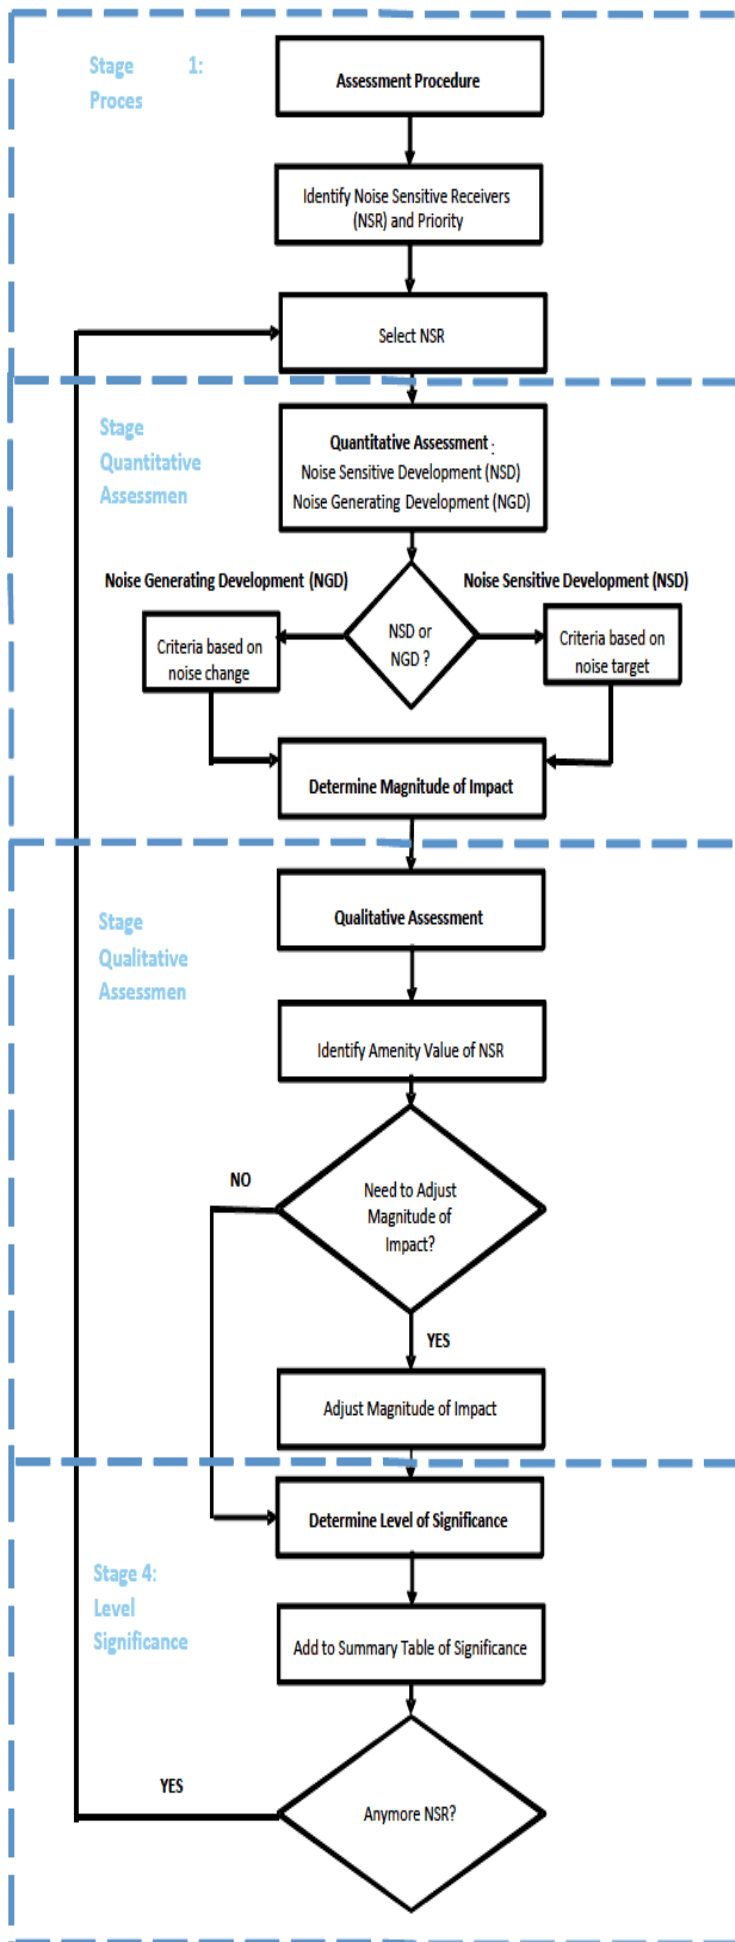 Stage 1:
Proces
Assessment Procedure
Identify Noise Sensitive Receivers
(NSR) and Priority
Select NSR
Stage
Quantitative
Assessmen
Quantitative Assessment :
Noise Sensitive Development (NSD)
Noise Generating Development (NGD)
Noise Generating Development (NGD)
Noise Sensitive Development (NSD)
NSD or
NGD ?
Criteria based on
noise change
Criteria based on
noise target
Determine Magnitude of Impact
Stage
Qualitative
Assessmen
Qualitative Assessment
Identify Amenity Value of NSR
NO
Need to Adjust
Magnitude of
Impact?
YES
Adjust Magnitude of Impact
Determine Level of Significance
Stage 4:
Level
Significance
Add to Summary Table of Significance
YES
Anymore NSR?